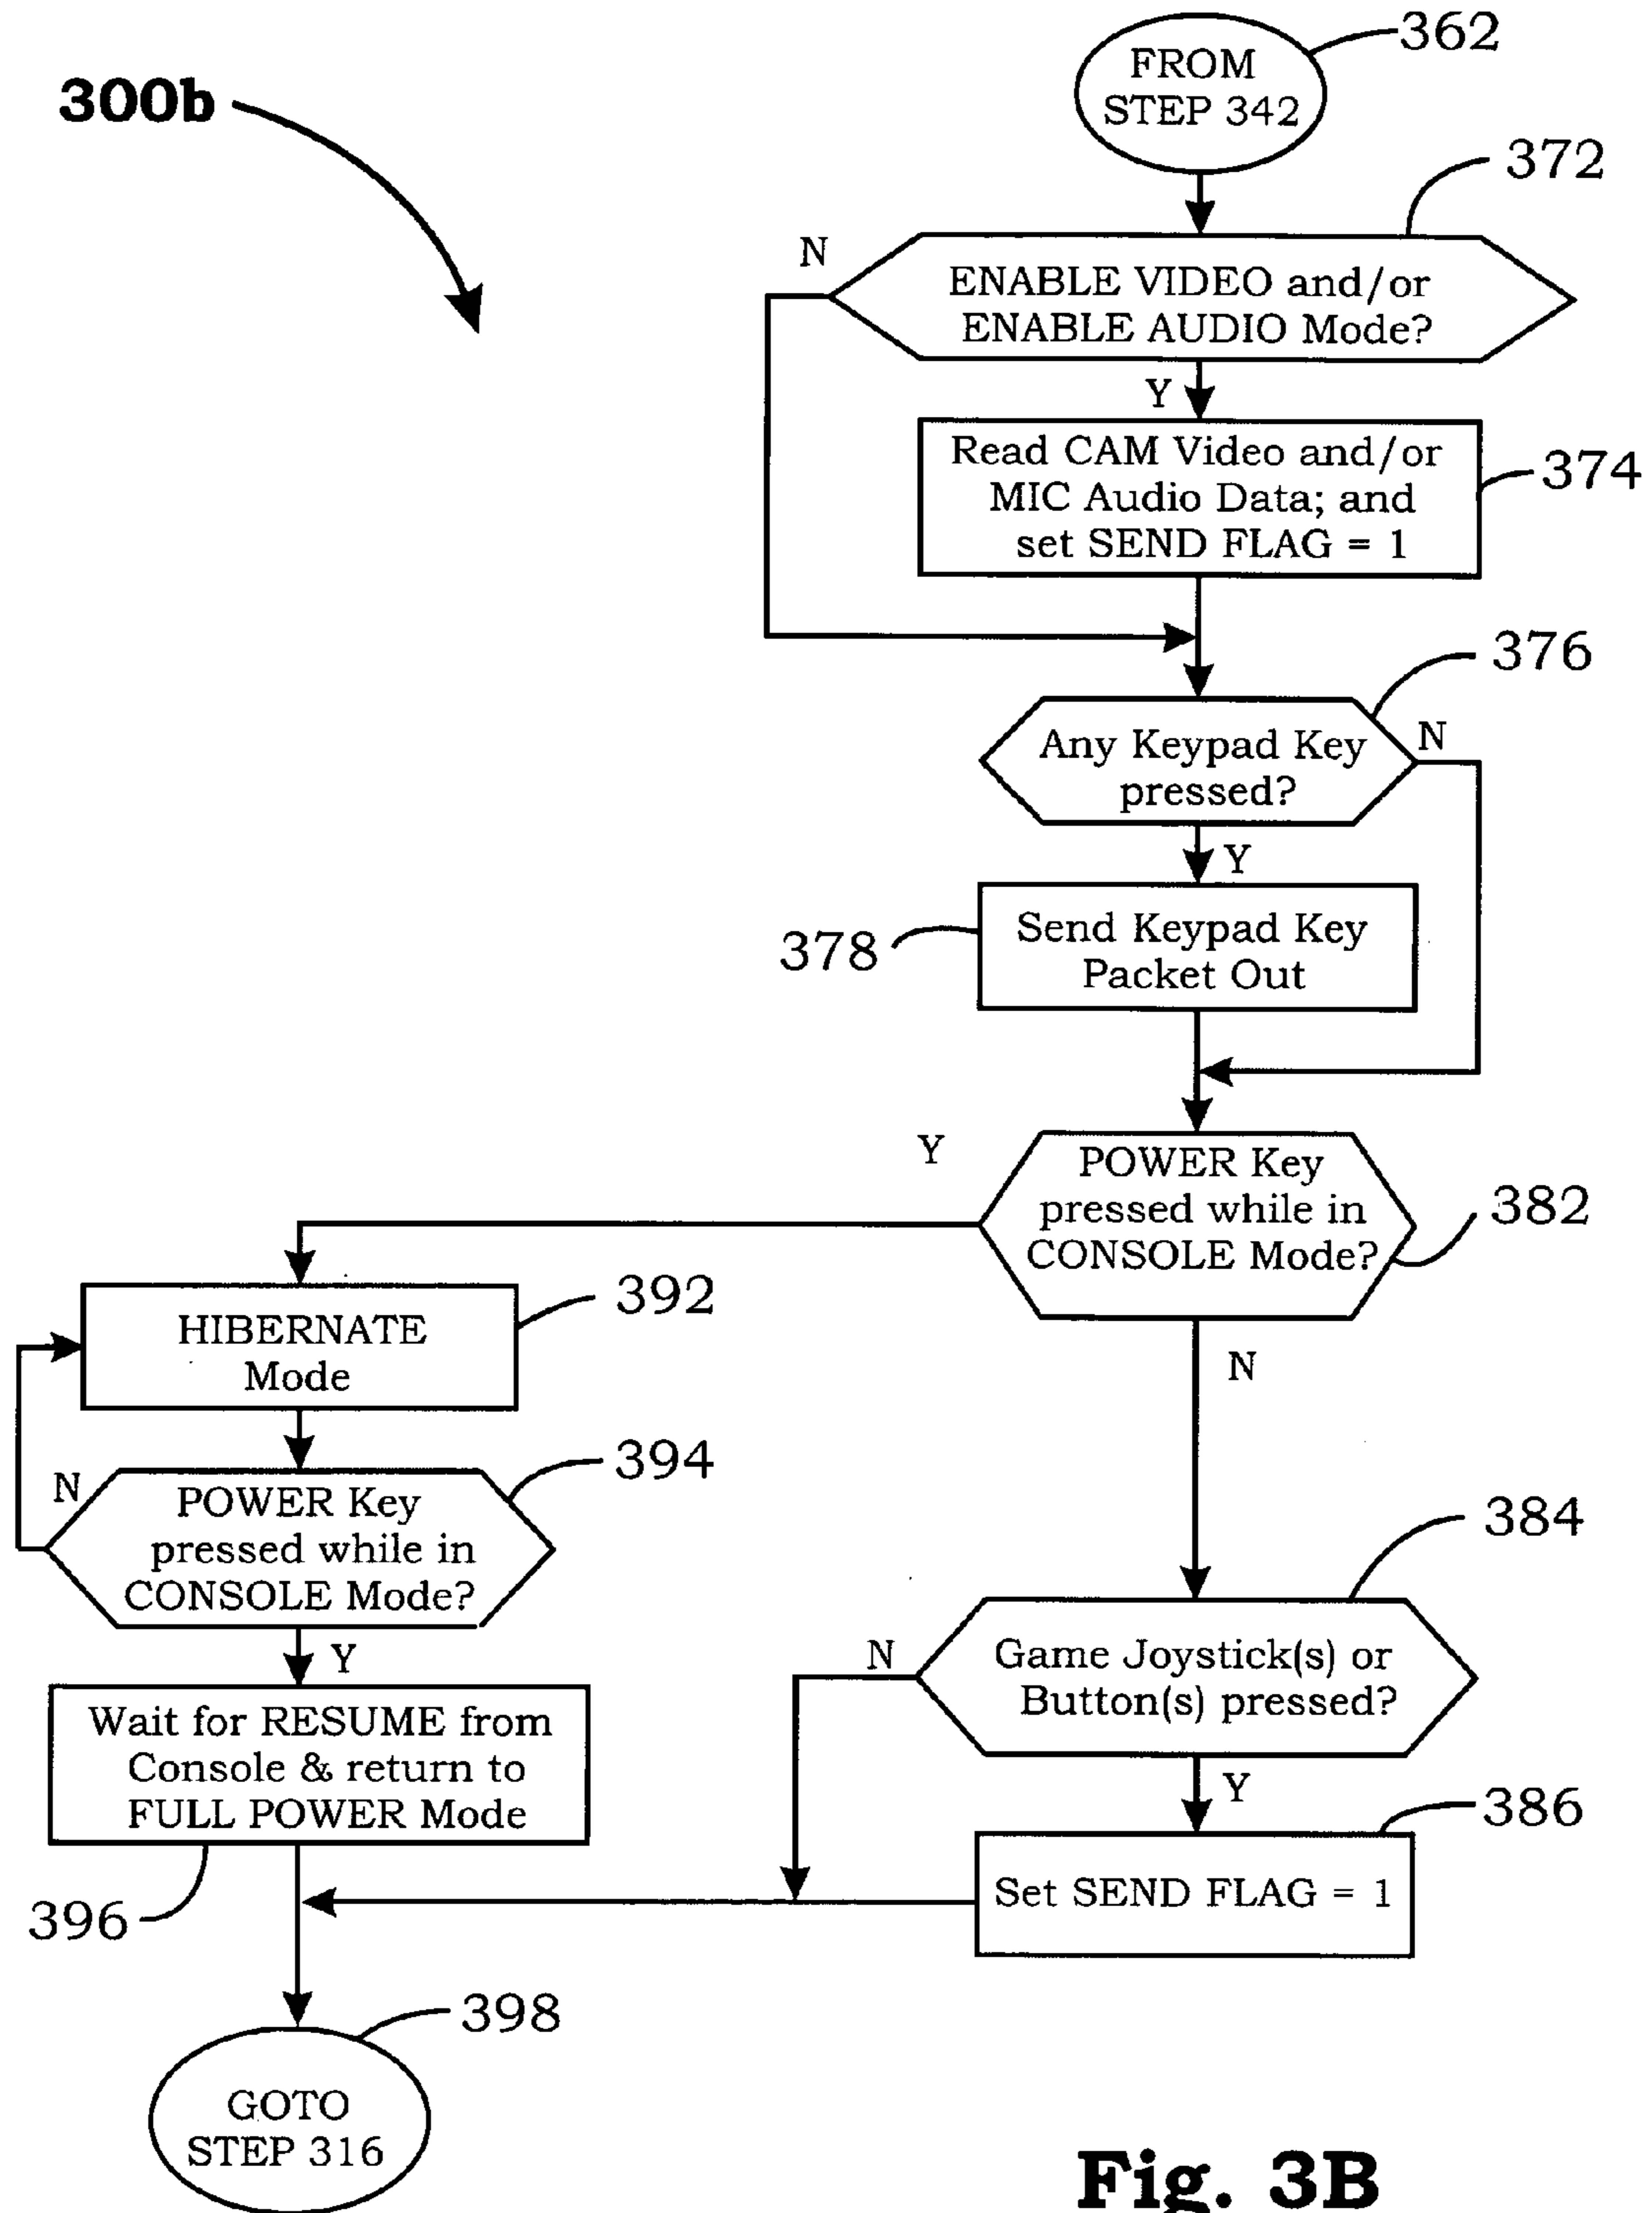 362
FROM
STEP 342
300b
372
N
ENABLE VIDEO and/or
ENABLE AUDIO Mode?
Y
Read CAM Video and/or
MIC Audio Data; and
set SEND FLAG = 1
374
376
Any Keypad Key
pressed?
N
Y
378
Send Keypad Key
Packet Out
Y
POWER Key
pressed while in
CONSOLE Mode?
382
N
392
HIBERNATE
Mode
394
N
POWER Key
pressed while in
CONSOLE Mode?
Y
384
N
Game Joystick(s) or
Button(s) pressed?
Y
Wait for RESUME from
Console & return to
FULL POWER Mode
386
Set SEND FLAG = 1
396
398
GOTO
STEP 316
Fig. 3B